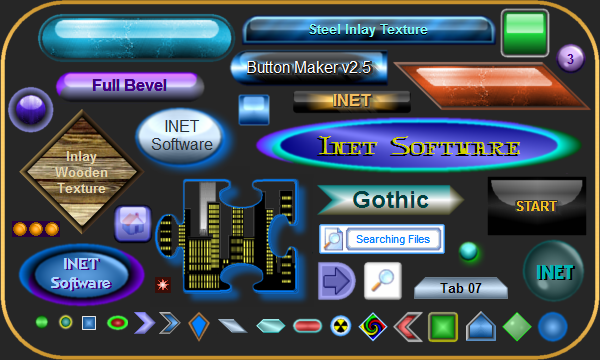 Steel Inlay Texture
3
Button Maker v2.5
Full Bevel
INET
INET
Software
Inet Software
Inlay
Wooden
Texture
Gothic
START
Searching Files
INET
Software
INET
Tab 07